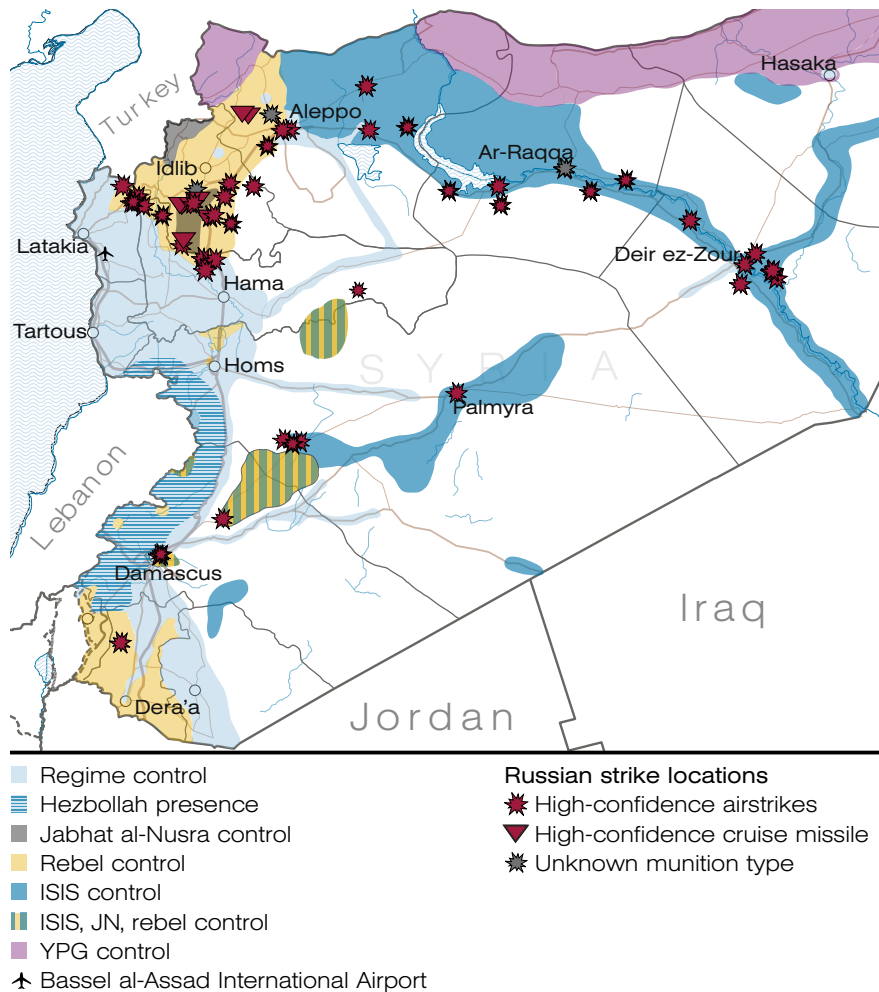 Hasaka
Turkey
Aleppo
Ar-Raqqa
Idlib
Latakia
Deir ez-Zour
Hama
Tartous
Homs
SYRIA
Palmyra
Lebanon
Damascus
Iraq
Dera'a
Jordan
Regime control
Hezbollah presence
Jabhat al-Nusra control
Rebel control
ISIS control
ISIS, JN, rebel control
YPG control
Bassel al-Assad International Airport
Russian strike locations
High-confidence airstrikes
High-confidence cruise missile
Unknown munition type